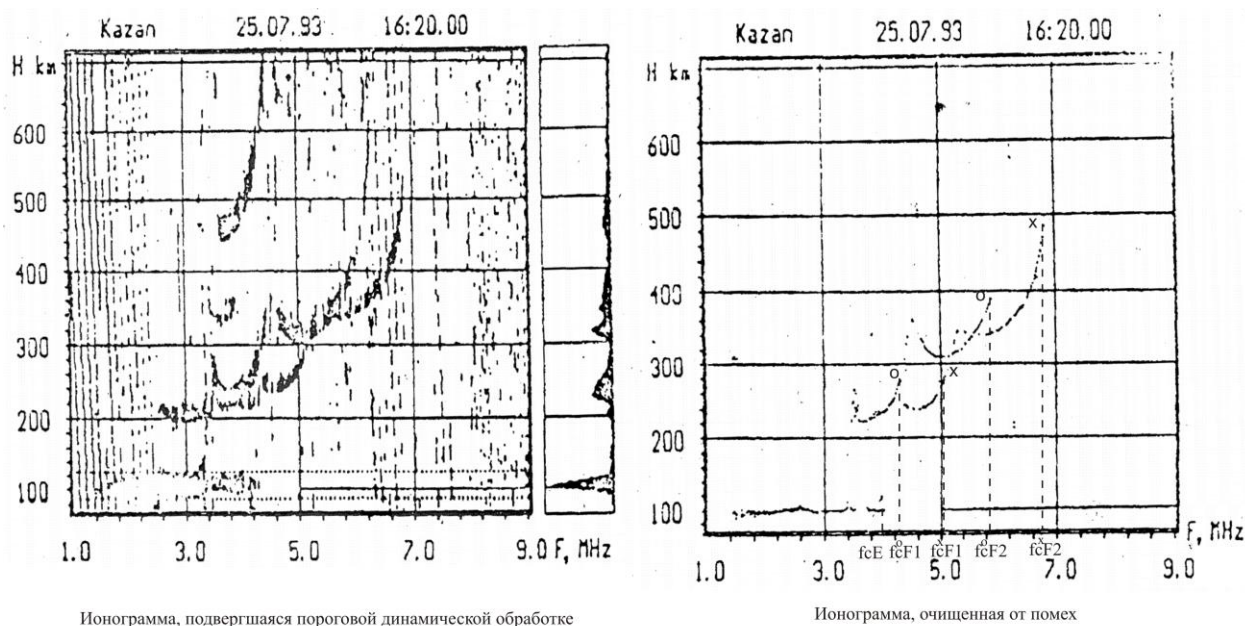 Kazan 25.07.93 16:20.00
H km
600
500
400
300
200
100
1.0 3.0 5.0 7.0 9.0 F, MHz
Ионограмма, подвергшаяся пороговой динамической обработке
Kazan 25.07.93 16:20.00
H km
600
500
400
300
200
100
x
o
o
x
fcE fcF1 fcF1 fcF2 fcF2
o x o x
F, MHz
1.0 3.0 5.0 7.0 9.0
Ионограмма, очищенная от помех